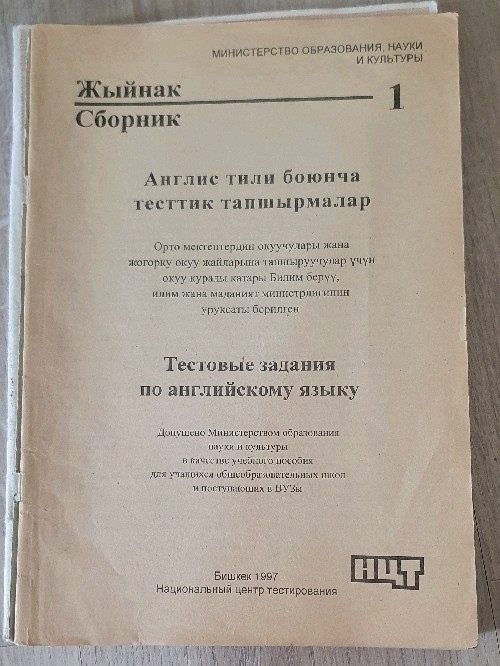 МИНИСТЕРСТВО ОБРАЗОВАНИЯ, НАУКИ
И КУЛЬТУРЫ
Жыйнак
Сборник
1
Англис тили боюнча
тесттик тапшырмалар
Орто мектептердин окуучулары жана
жогорку окуу жайларына тапшыруучулар үчүн
окуу куралы катары Билим берүү,
илим жана маданият министрлигинин
уруксаты берилген
Тестовые задания
по английскому языку
Допущено Министерством образования
науки и культуры
в качестве учебного пособия
для учащихся общеобразовательных школ
и поступающих в ВУЗы
НЦТ
Бишкек 1997
Национальный центр тестирования